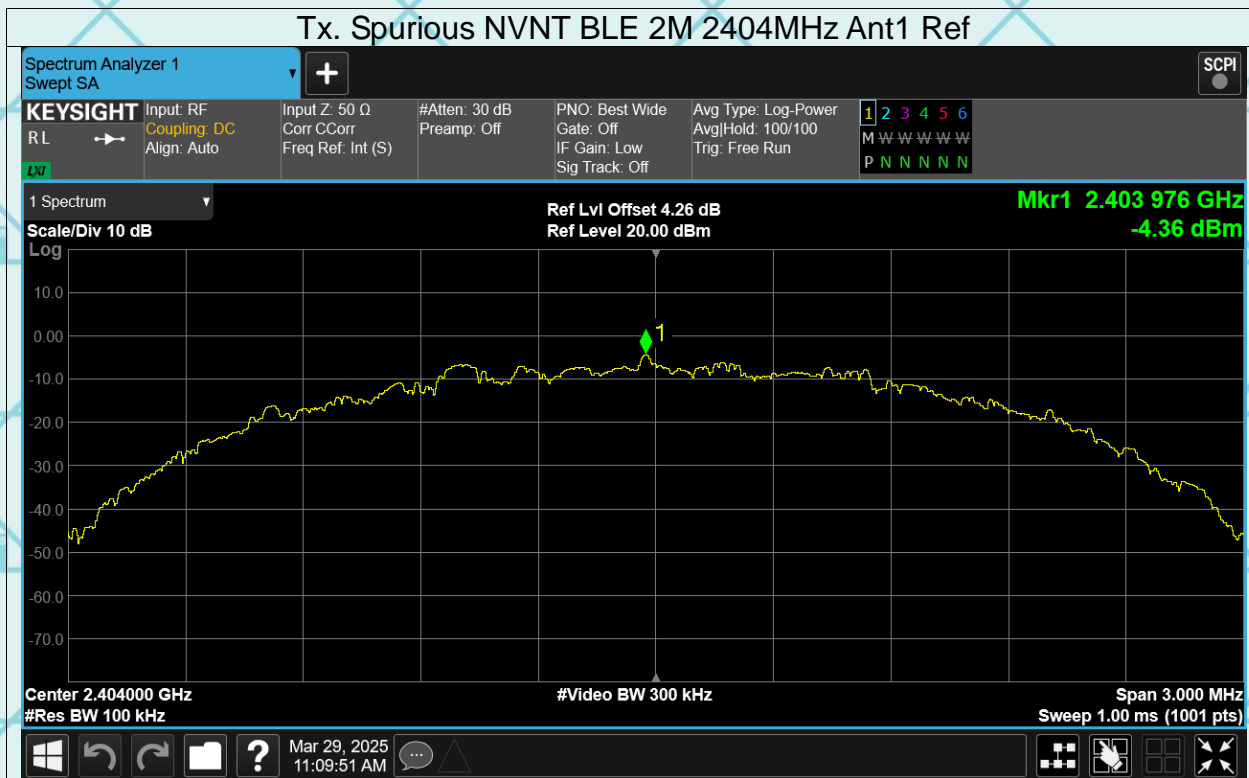 Tx. Spurious NVNT BLE 2M 2404MHz Ant1 Ref
Spectrum Analyzer 1
Swept SA
▼
+
SCPI
KEYSIGHT
RL
LXI
Input: RF
Coupling: DC
Align: Auto
Input Z: 50 Ω
Corr CCorr
Freq Ref: Int (S)
#Atten: 30 dB
Preamp: Off
PNO: Best Wide
Gate: Off
IF Gain: Low
Sig Track: Off
Avg Type: Log-Power
Avg|Hold: 100/100
Trig: Free Run
1 2 3 4 5 6
M W W W W W
P N N N N N
1 Spectrum ▼
Scale/Div 10 dB
Ref Lvl Offset 4.26 dB
Ref Level 20.00 dBm
Mkr1 2.403 976 GHz
-4.36 dBm
Log
10.0
0.00
-10.0
-20.0
-30.0
-40.0
-50.0
-60.0
-70.0
1
Center 2.404000 GHz
#Res BW 100 kHz
#Video BW 300 kHz
Span 3.000 MHz
Sweep 1.00 ms (1001 pts)
?
Mar 29, 2025
11:09:51 AM